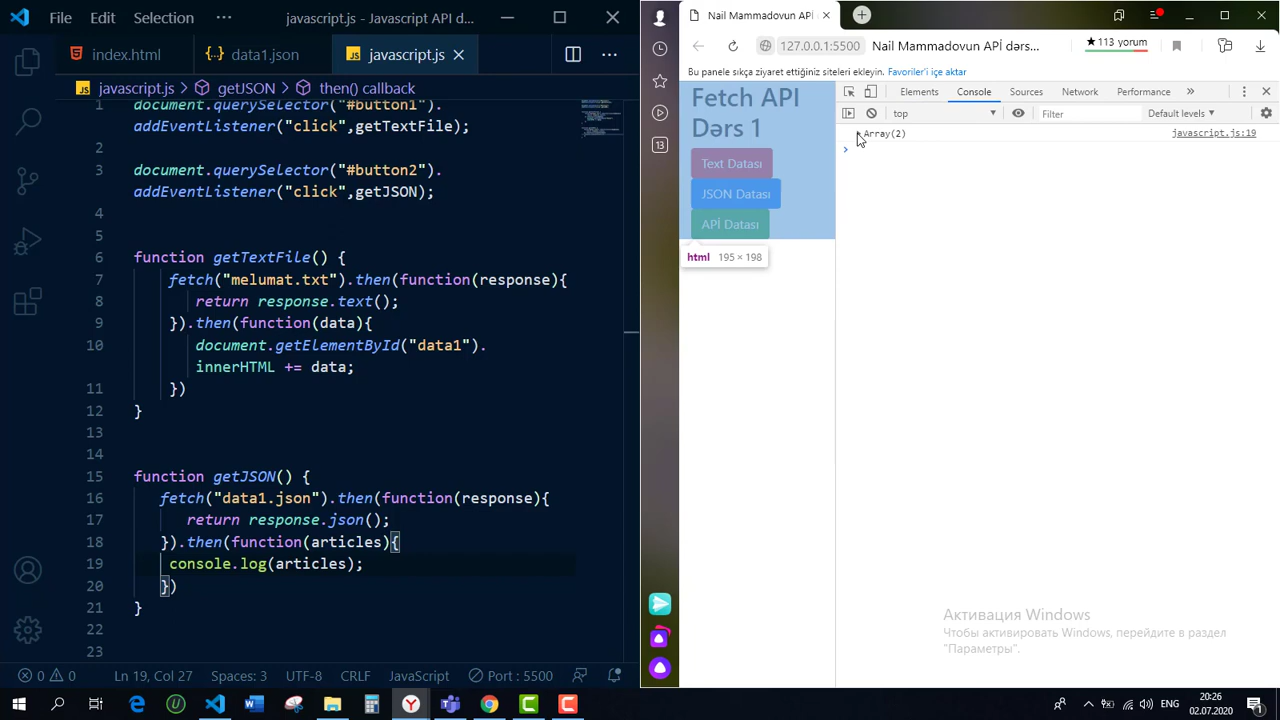 File Edit Selection ··· javascript.js - Javascript API d...
index.html
data1.json
javascript.js
javascript.js > getJSON > then() callback
1 document.querySelector("#button1").
addEventListener("click",getTextFile);
2
3 document.querySelector("#button2").
addEventListener("click",getJSON);
4
5
6 function getTextFile() {
7 fetch("melumat.txt").then(function(response){
8 return response.text();
9 }).then(function(data){
10 document.getElementById("data1").
innerHTML += data;
11 })
12 }
13
14
15 function getJSON() {
16 fetch("data1.json").then(function(response){
17 return response.json();
18 }).then(function(articles){
19 console.log(articles);
20 })
21 }
22
23
0 0 Ln 19, Col 27 Spaces: 3 UTF-8 CRLF JavaScript Port : 5500
Nail Mammadovun APİ
127.0.0.1:5500 Nail Mammadovun APİ dərs...
★113 yorum
Bu panele sıkça ziyaret ettiğiniz siteleri ekleyin. Favoriler'i içe aktar
13
Fetch API
Dərs 1
Text Datası
JSON Datası
APİ Datası
html 195 × 198
Elements Console Sources Network Performance »
top Filter Default levels
Array(2) javascript.js:19
Активация Windows
Чтобы активировать Windows, перейдите в раздел
"Параметры".
ENG
20:26
02.07.2020
1